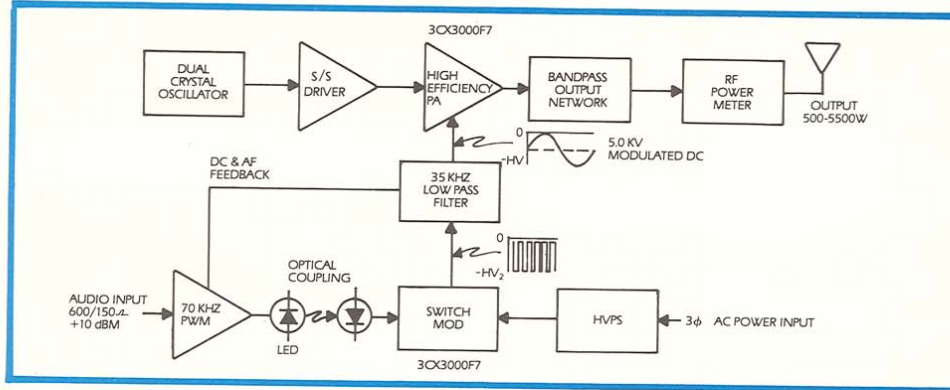 3CX3000F7
DUAL
CRYSTAL
OSCILLATOR
S/S
DRIVER
HIGH
EFFICIENCY
PA
BANDPASS
OUTPUT
NETWORK
RF
POWER
METER
OUTPUT
500-5500W
0
-HV
5.0 KV
MODULATED DC
DC & AF
FEEDBACK
35 KHZ
LOW PASS
FILTER
0
-HV₂
OPTICAL
COUPLING
AUDIO INPUT
600/150Ω
+10 dBM
70 KHZ
PWM
LED
SWITCH
MOD
3CX3000F7
HVPS
3ϕ AC POWER INPUT